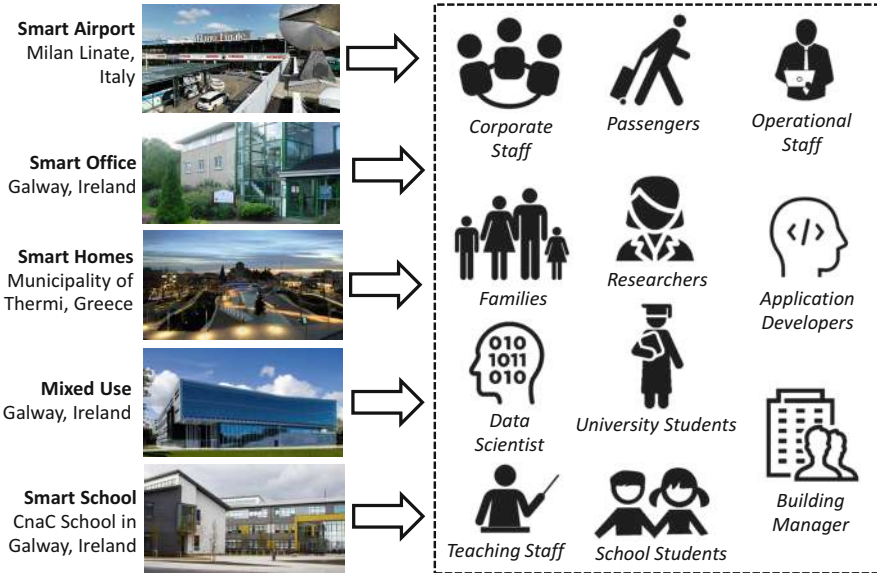 Smart Airport
Milan Linate,
Italy
Smart Office
Galway, Ireland
Smart Homes
Municipality of
Thermi, Greece
Mixed Use
Galway, Ireland
Smart School
CnaC School in
Galway, Ireland
Corporate
Staff
Passengers
Operational
Staff
Families
Researchers
</>
Application
Developers
010
1011
010
Data
Scientist
University Students
Building
Manager
Teaching Staff
School Students